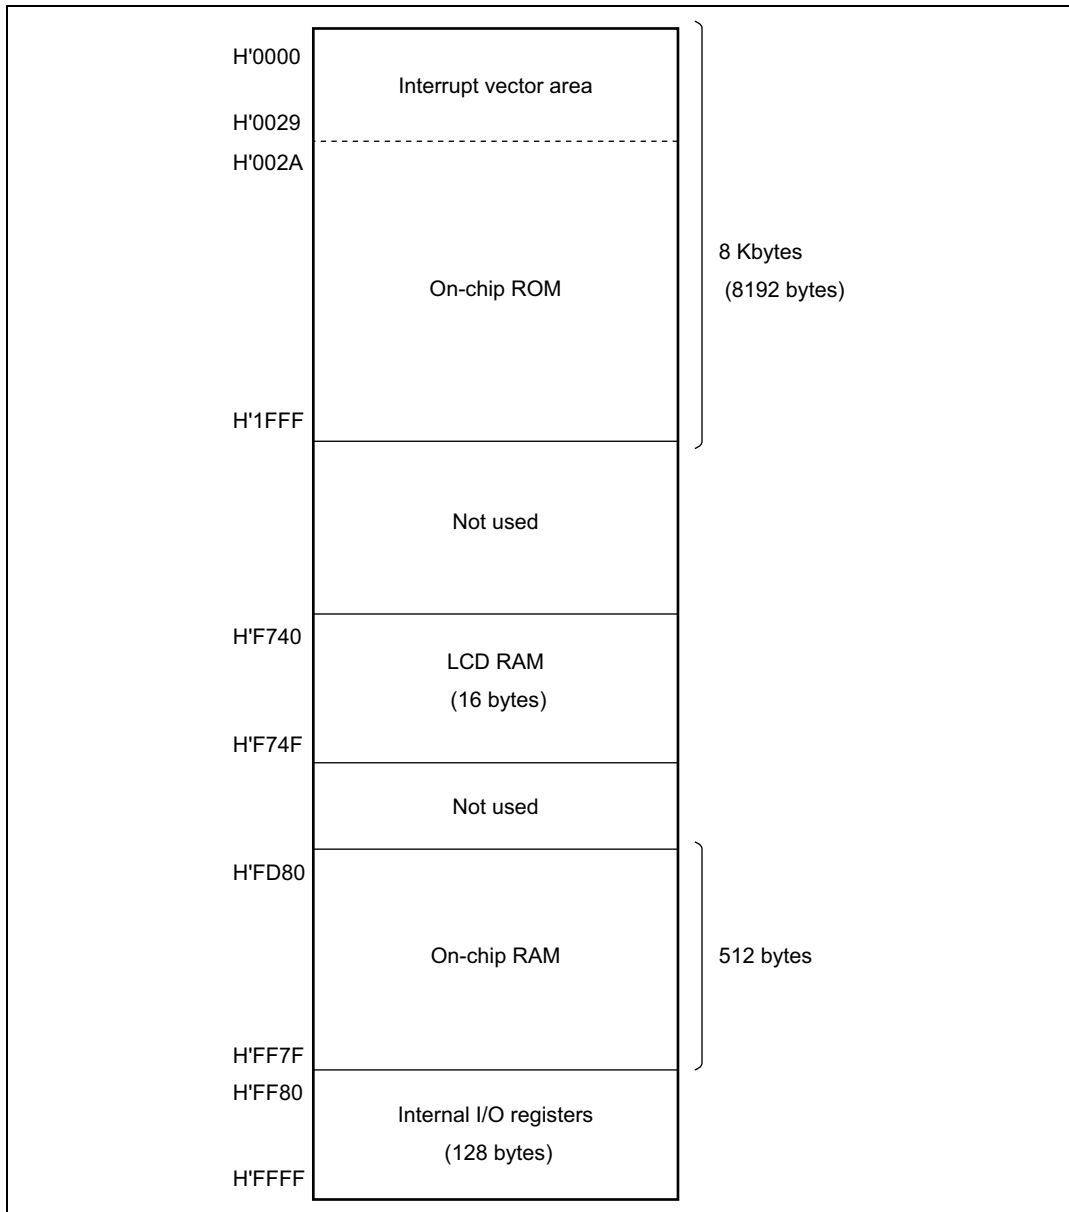 H'0000
Interrupt vector area
H'0029
H'002A
8 Kbytes
On-chip ROM
(8192 bytes)
H'1FFF
Not used
H'F740
LCD RAM
(16 bytes)
H'F74F
Not used
H'FD80
On-chip RAM
512 bytes
H'FF7F
H'FF80
Internal I/O registers
(128 bytes)
H'FFFF